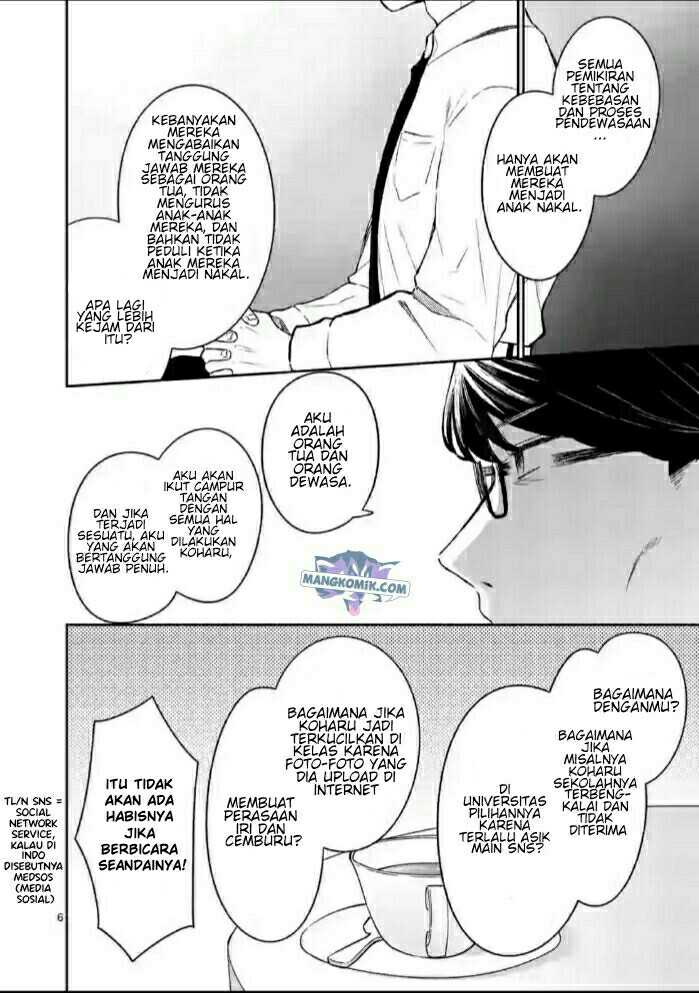 SEMUA
PEMIKIRAN
TENTANG
KEBEBASAN
DAN PROSES
PENDEWASAAN
...
HANYA AKAN
MEMBUAT
MEREKA
MENJADI
ANAK NAKAL.
KEBANYAKAN
MEREKA
MENGABAIKAN
TANGGUNG
JAWAB MEREKA
SEBAGAI ORANG
TUA, TIDAK
MENGURUS
ANAK-ANAK
MEREKA, DAN
BAHKAN TIDAK
PEDULI KETIKA
ANAK MEREKA
MENJADI NAKAL.
APA LAGI
YANG LEBIH
KEJAM DARI
ITU?
AKU
ADALAH
ORANG
TUA DAN
ORANG
DEWASA.
AKU AKAN
IKUT CAMPUR
TANGAN
DENGAN
SEMUA HAL
YANG
DILAKUKAN
KOHARU,
DAN JIKA
TERJADI
SESUATU, AKU
YANG AKAN
BERTANGGUNG
JAWAB PENUH.
MANGKOMIK.COM
BAGAIMANA
DENGANMU?
BAGAIMANA
JIKA
MISALNYA
KOHARU
SEKOLAHNYA
TERBENG-
KALAI DAN
TIDAK
DITERIMA
DI
UNIVERSITAS
PILIHANNYA
KARENA
TERLALU ASIK
MAIN SNS?
BAGAIMANA JIKA
KOHARU JADI
TERKUCILKAN DI
KELAS KARENA
FOTO-FOTO YANG
DIA UPLOAD DI
INTERNET
MEMBUAT
PERASAAN
IRI DAN
CEMBURU?
ITU TIDAK
AKAN ADA
HABISNYA
JIKA
BERBICARA
SEANDAINYA!
TL/N SNS =
SOCIAL
NETWORK
SERVICE,
KALAU DI
INDO
DISEBUTNYA
MEDSOS
(MEDIA
SOSIAL)
6